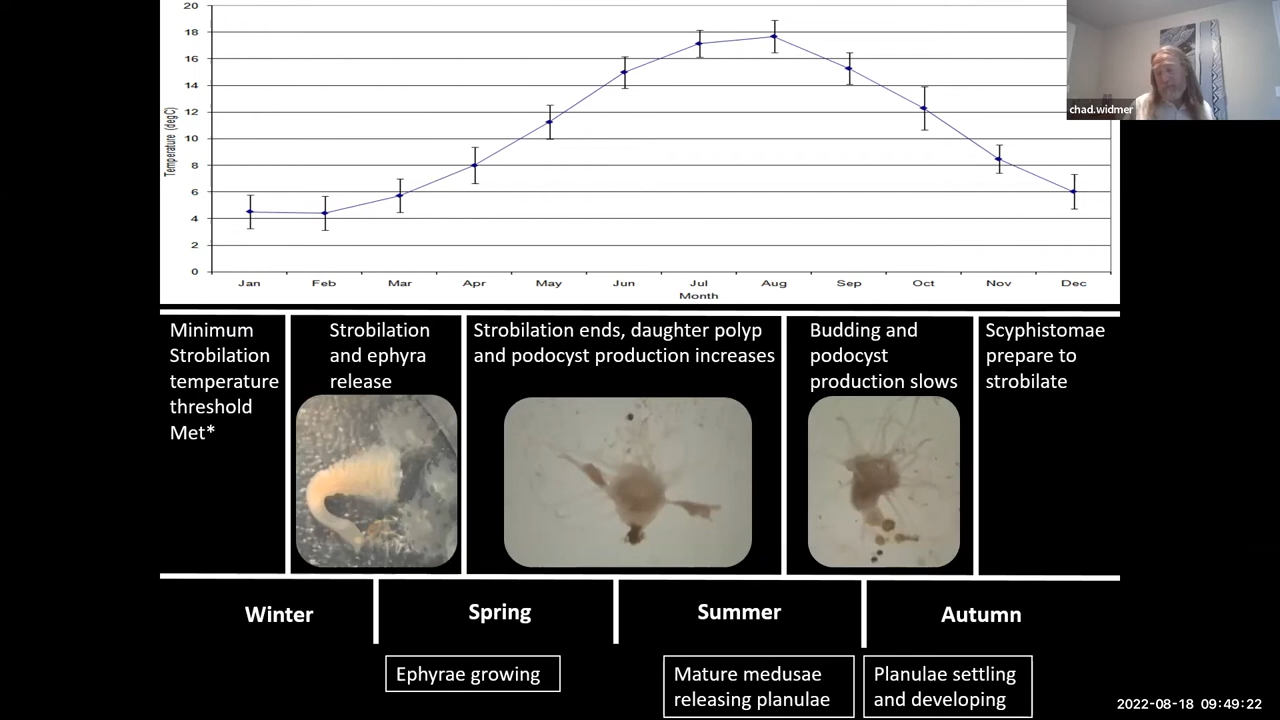 20
18
16
14
12
10
8
6
4
2
0
Temperature (degC)
Jan Feb Mar Apr May Jun Jul Aug Sep Oct Nov Dec
Month
chad.widmer
Minimum
Strobilation
temperature
threshold
Met*
Strobilation
and ephyra
release
Strobilation ends, daughter polyp
and podocyst production increases
Budding and
podocyst
production slows
Scyphistomae
prepare to
strobilate
Winter
Spring
Summer
Autumn
Ephyrae growing
Mature medusae
releasing planulae
Planulae settling
and developing
2022-08-18 09:49:22